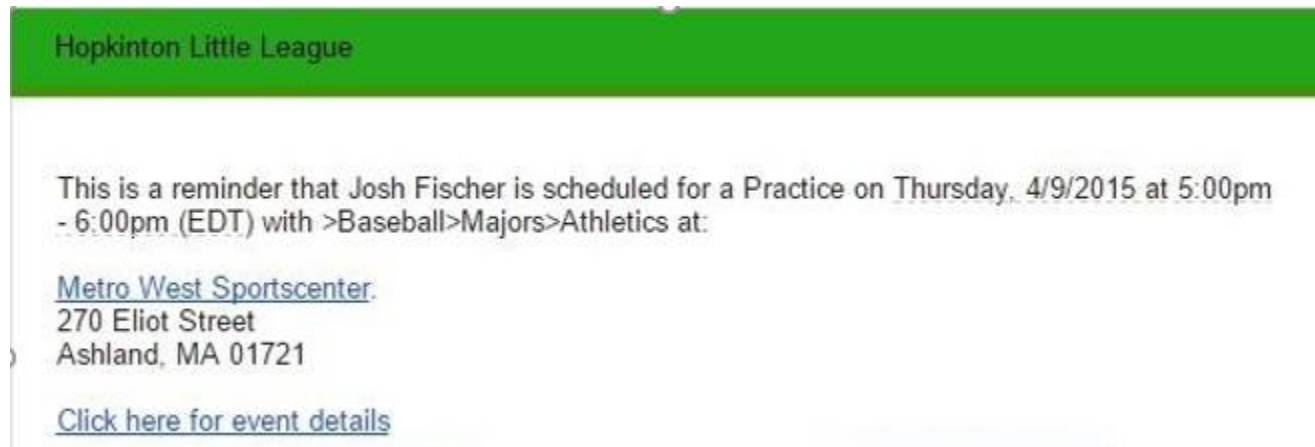 Hopkinton Little League
This is a reminder that Josh Fischer is scheduled for a Practice on Thursday, 4/9/2015 at 5:00pm
- 6:00pm (EDT) with >Baseball>Majors>Athletics at:
Metro West Sportscenter.
270 Eliot Street
Ashland, MA 01721
Click here for event details